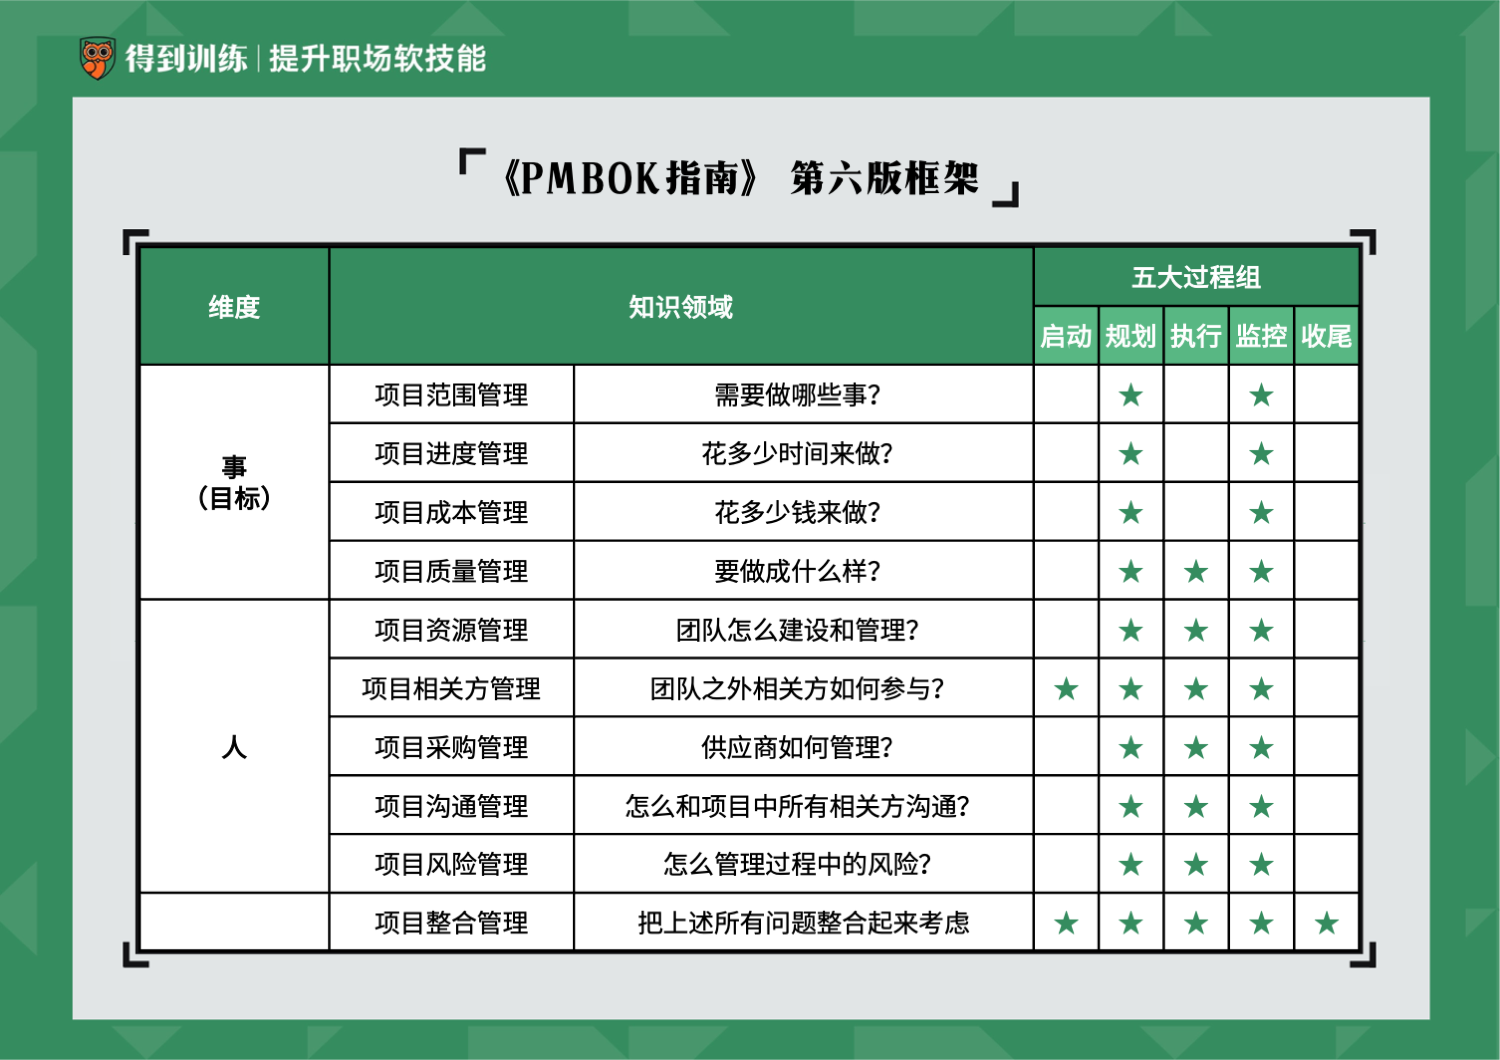 得到训练|提升职场软技能
《PMBOK指南》 第六版框架
维度 知识领域 五大过程组
启动 规划 执行 监控 收尾
事
（目标）
项目范围管理 需要做哪些事? ★ ★
项目进度管理 花多少时间来做? ★ ★
项目成本管理 花多少钱来做? ★ ★
项目质量管理 要做成什么样? ★ ★ ★
人
项目资源管理 团队怎么建设和管理? ★ ★ ★
项目相关方管理 团队之外相关方如何参与? ★ ★ ★ ★
项目采购管理 供应商如何管理? ★ ★ ★
项目沟通管理 怎么和项目中所有相关方沟通? ★ ★ ★
项目风险管理 怎么管理过程中的风险? ★ ★ ★
项目整合管理 把上述所有问题整合起来考虑 ★ ★ ★ ★ ★